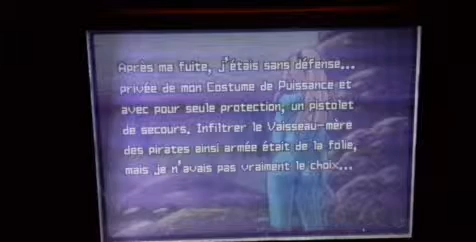 Après ma fuite, j'étais sans défense...
privée de mon Costume de Puissance et
avec pour seule protection, un pistolet
de secours. Infiltrer le Vaisseau-mère
des pirates ainsi armée était de la folie,
mais je n'avais pas vraiment le choix...